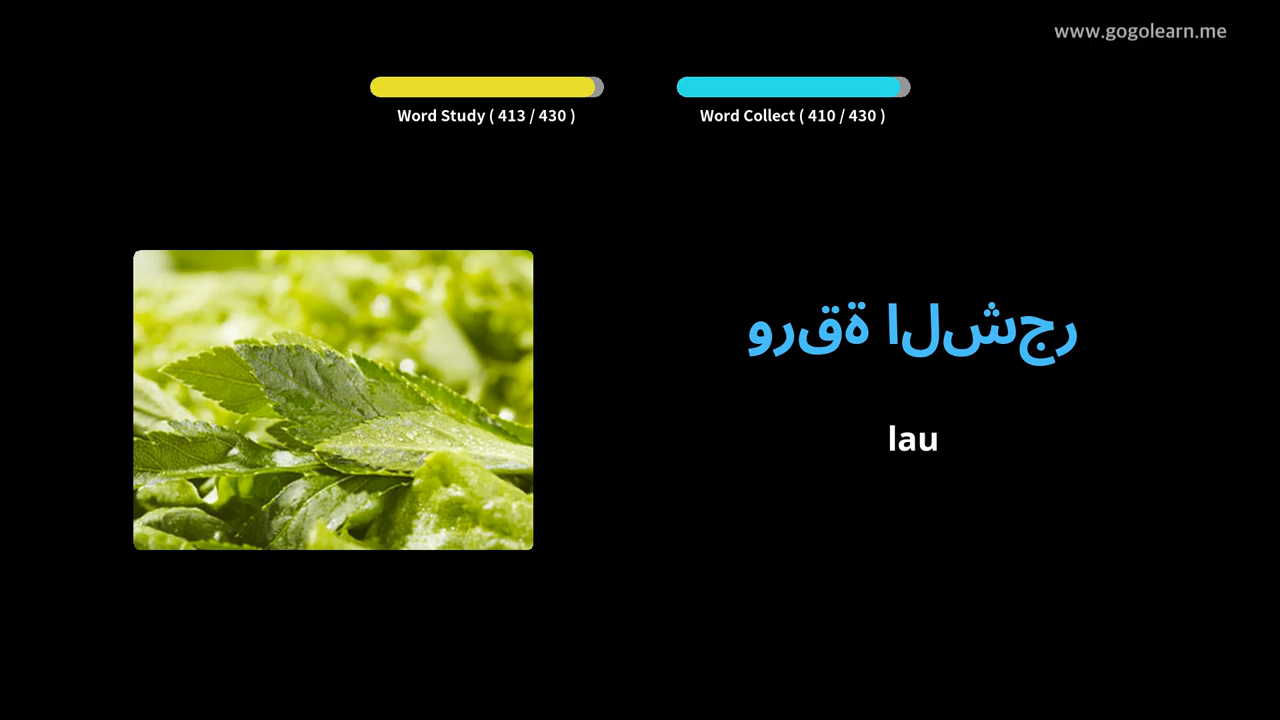 www.gogolearn.me
Word Study ( 413 / 430 )
Word Collect ( 410 / 430 )
ورقة الشجر
lau